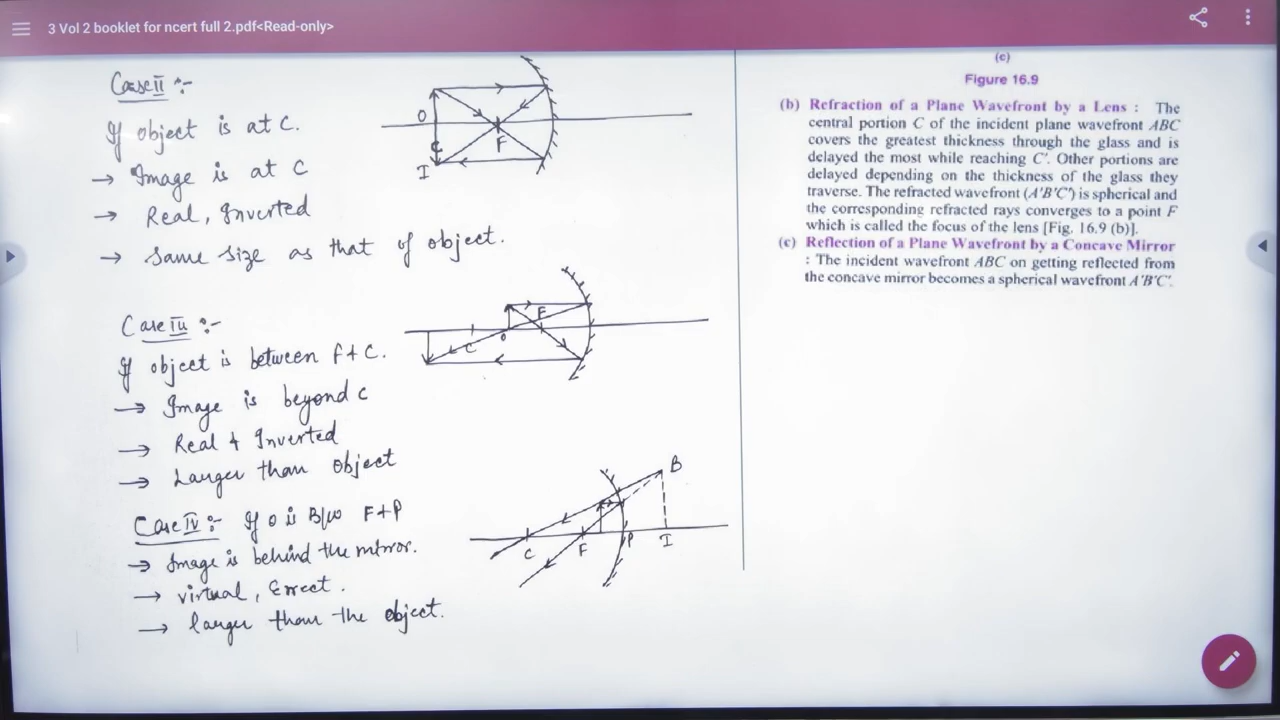 3 Vol 2 booklet for ncert full 2.pdf<Read-only>
Case II :-
If object is at C.
→ Image is at C
→ Real, Inverted
→ Same size as that of object.
O
C
F
I
Case III :-
If object is between F & C.
→ Image is beyond C
→ Real & Inverted
→ Larger than object
F
C
O
Case IV :- If O is B/w F & P
→ Image is behind the mirror.
→ virtual, Errect.
→ larger than the object.
B
C
F
P
I
(c)
Figure 16.9
(b) Refraction of a Plane Wavefront by a Lens : The
central portion C of the incident plane wavefront ABC
covers the greatest thickness through the glass and is
delayed the most while reaching C'. Other portions are
delayed depending on the thickness of the glass they
traverse. The refracted wavefront (A'B'C') is spherical and
the corresponding refracted rays converges to a point F
which is called the focus of the lens [Fig. 16.9 (b)].
(c) Reflection of a Plane Wavefront by a Concave Mirror
: The incident wavefront ABC on getting reflected from
the concave mirror becomes a spherical wavefront A'B'C'.